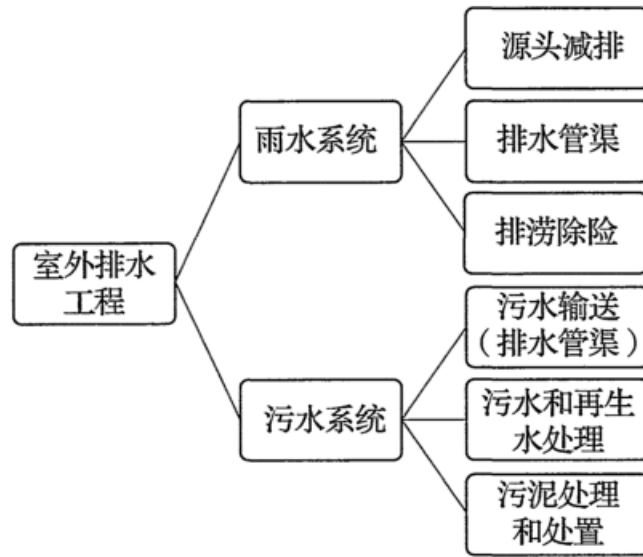 源头减排
雨水系统
排水管渠
排涝除险
室外排水
工程
污水输送
（排水管渠）
污水系统
污水和再生
水处理
污泥处理
和处置